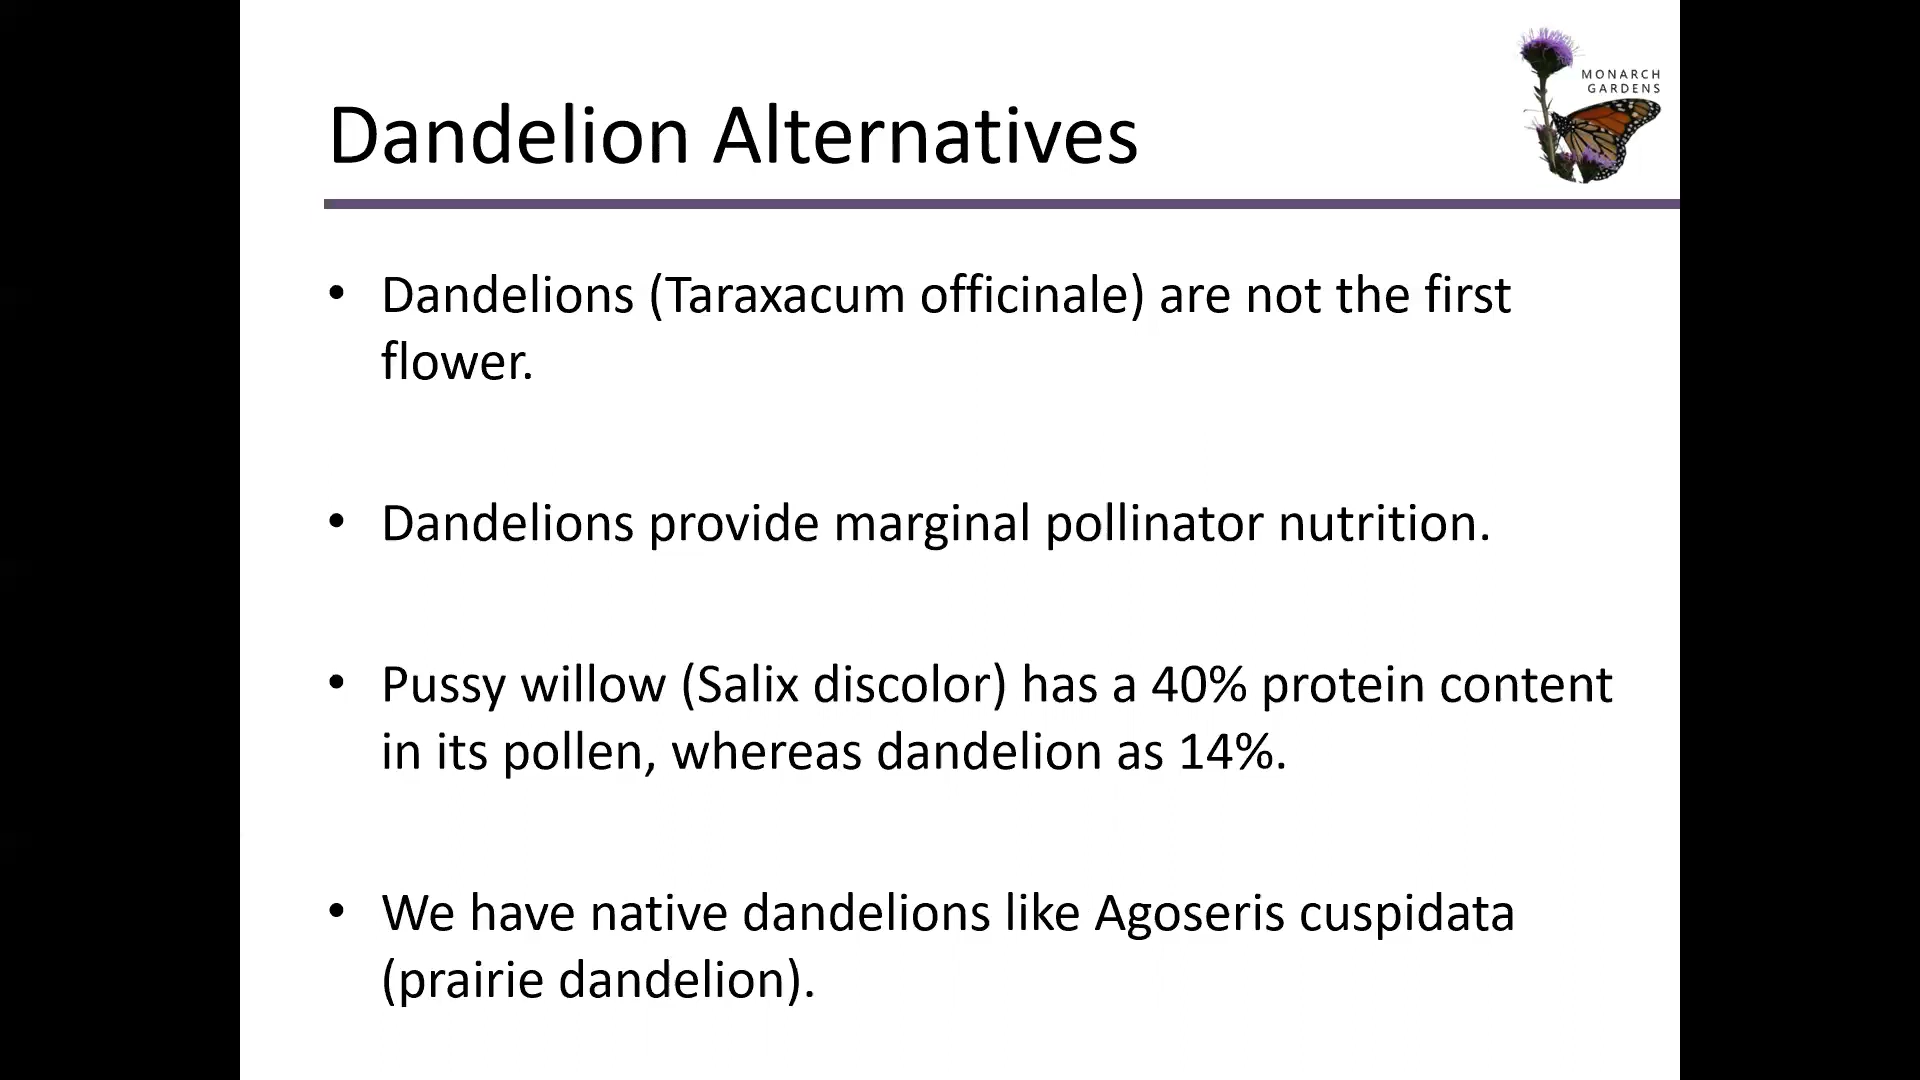 MONARCH
GARDENS
Dandelion Alternatives
• Dandelions (Taraxacum officinale) are not the first
flower.
• Dandelions provide marginal pollinator nutrition.
• Pussy willow (Salix discolor) has a 40% protein content
in its pollen, whereas dandelion as 14%.
• We have native dandelions like Agoseris cuspidata
(prairie dandelion).